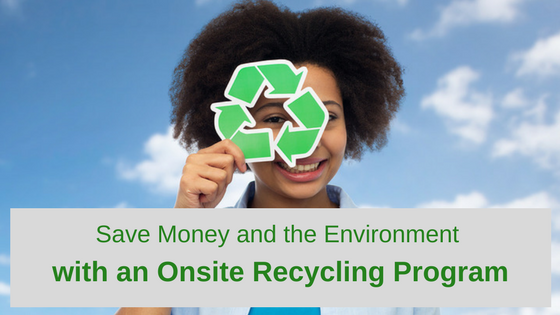 Save Money and the Environment
with an Onsite Recycling Program